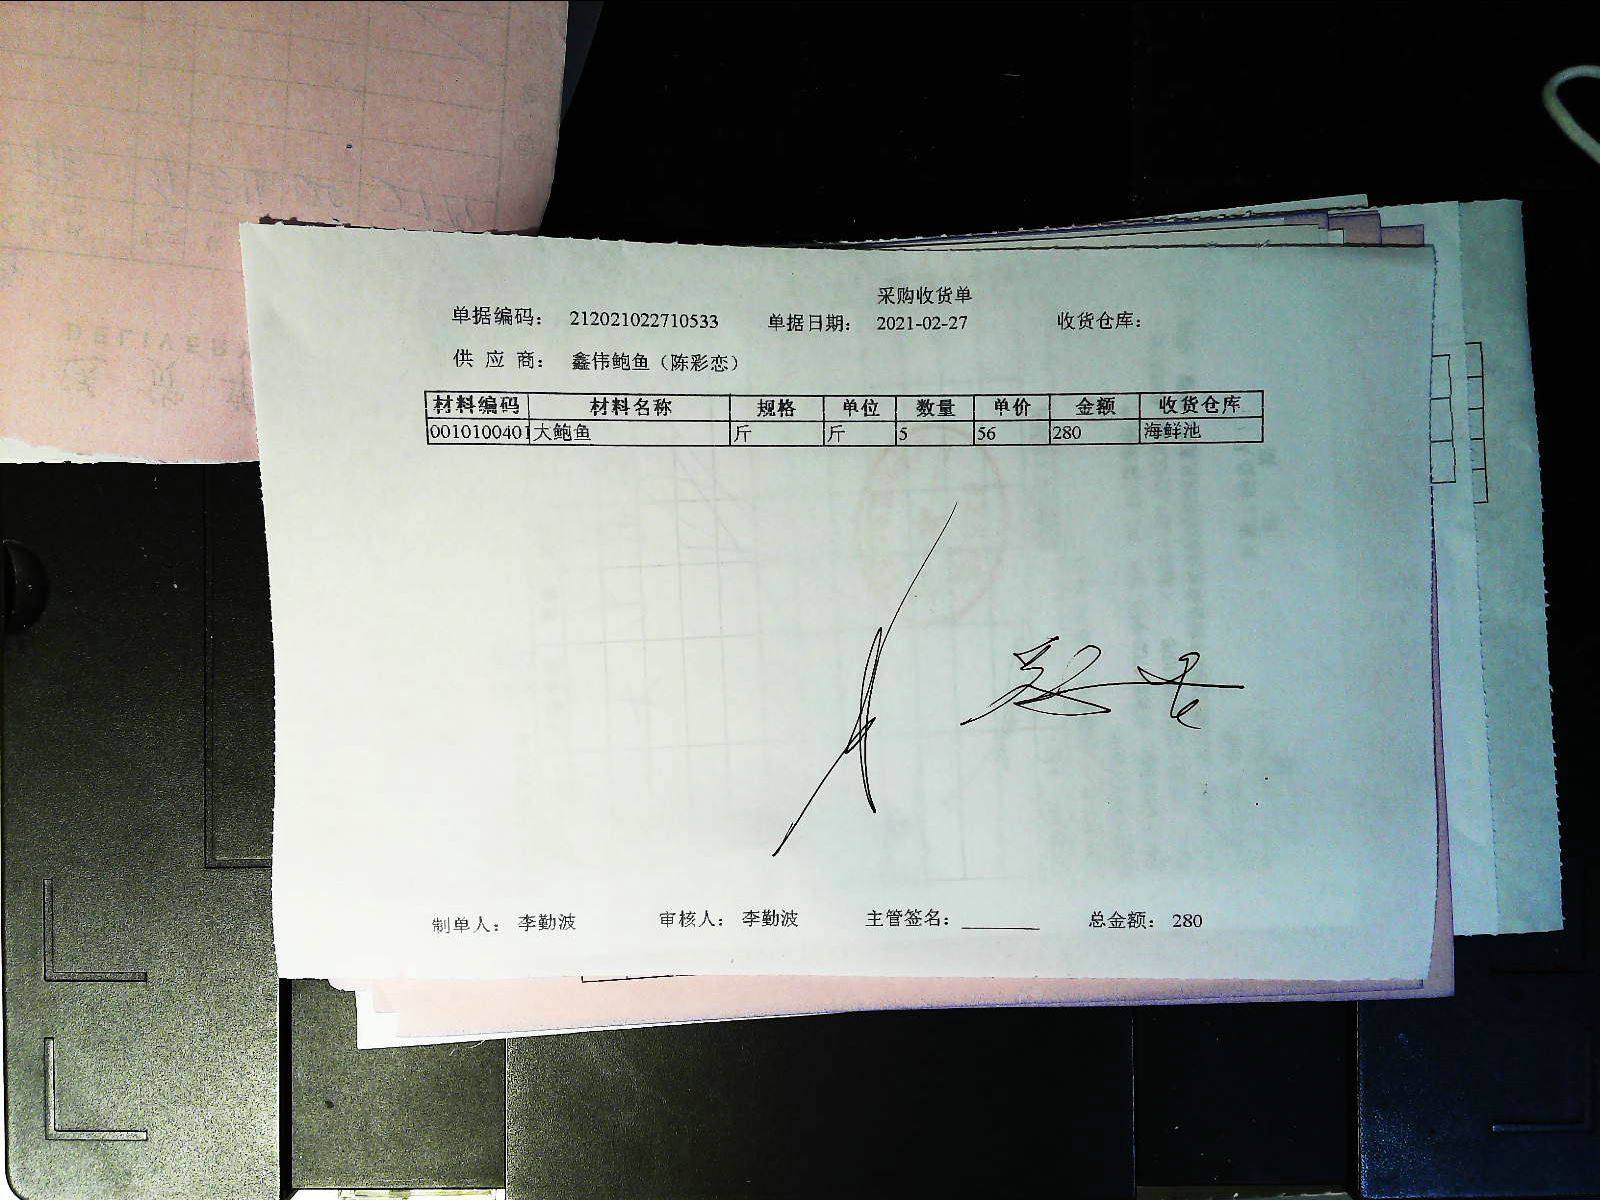 采购收货单
单据编码： 212021022710533 单据日期： 2021-02-27 收货仓库：
供 应 商： 鑫伟鲍鱼（陈彩恋）
材料编码 材料名称 规格 单位 数量 单价 金额 收货仓库
0010100401 大鲍鱼 斤 斤 5 56 280 海鲜池
制单人： 李勤波 审核人： 李勤波 主管签名： 总金额： 280